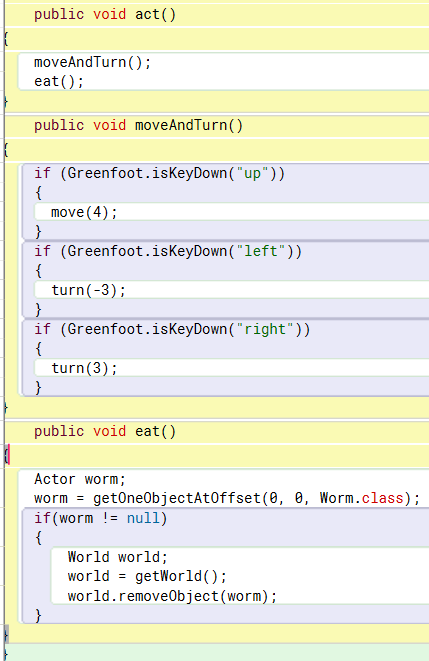 public void act()
{
moveAndTurn();
eat();
}
public void moveAndTurn()
{
if (Greenfoot.isKeyDown("up"))
{
move(4);
}
if (Greenfoot.isKeyDown("left"))
{
turn(-3);
}
if (Greenfoot.isKeyDown("right"))
{
turn(3);
}
}
public void eat()
{
Actor worm;
worm = getOneObjectAtOffset(0, 0, Worm.class);
if(worm != null)
{
World world;
world = getWorld();
world.removeObject(worm);
}
}
}